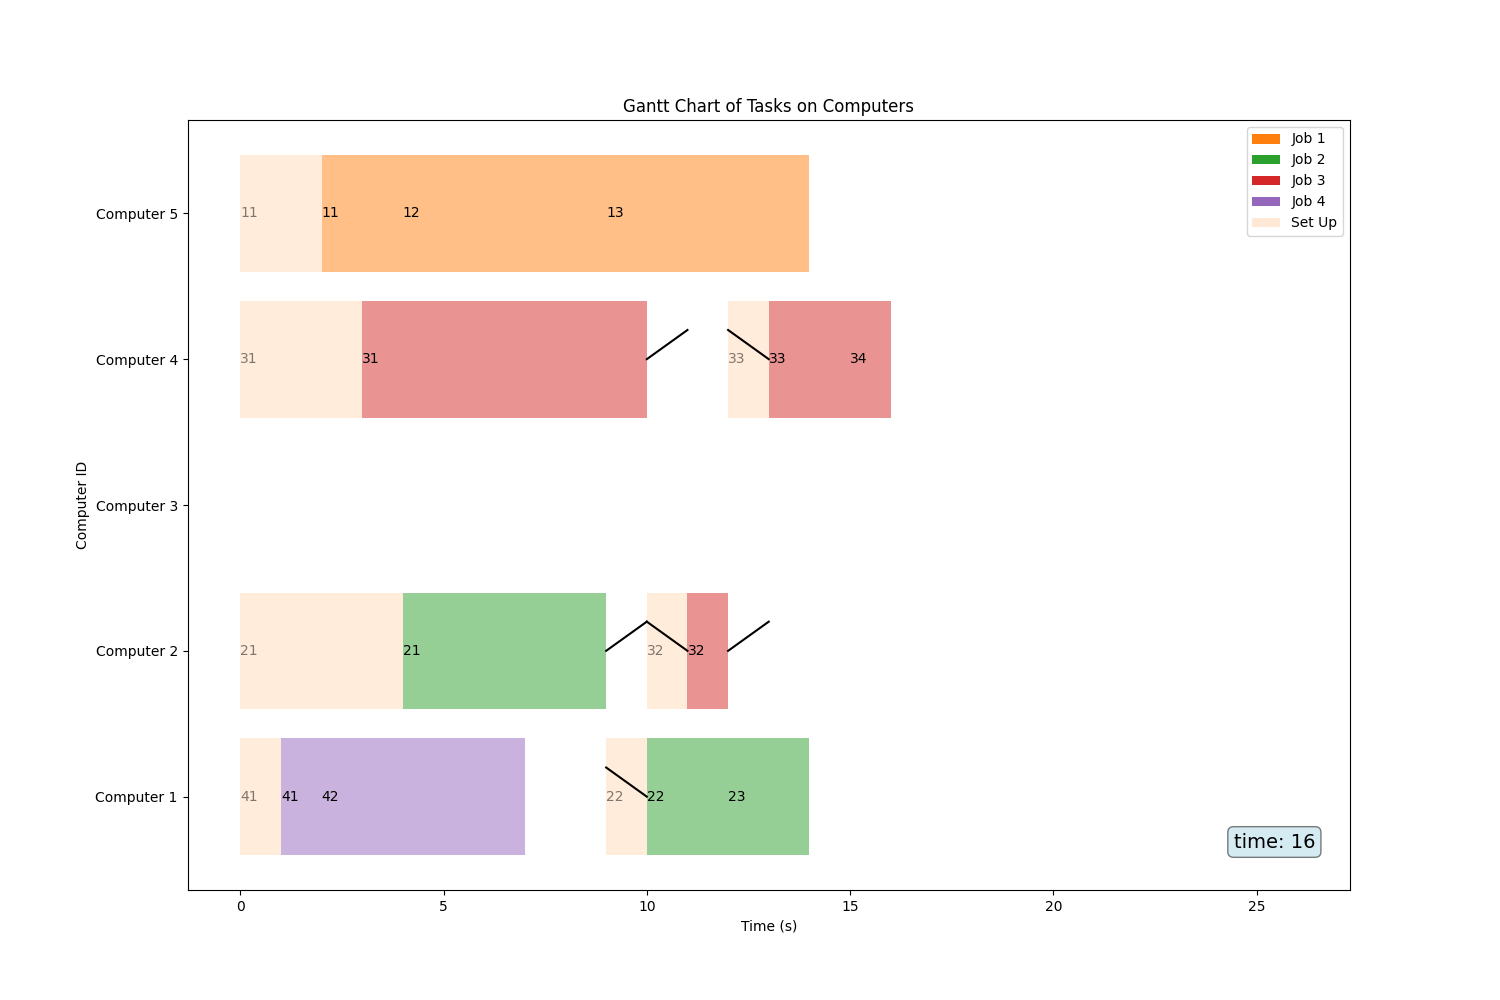 Gantt Chart of Tasks on Computers
Job 1
Job 2
Job 3
Job 4
Set Up
Computer 5
11
11
12
13
Computer 4
31
31
33
33
34
Computer 3
Computer ID
Computer 2
21
21
32
32
Computer 1
41
41
42
22
22
23
time: 16
0
5
10
15
20
25
Time (s)